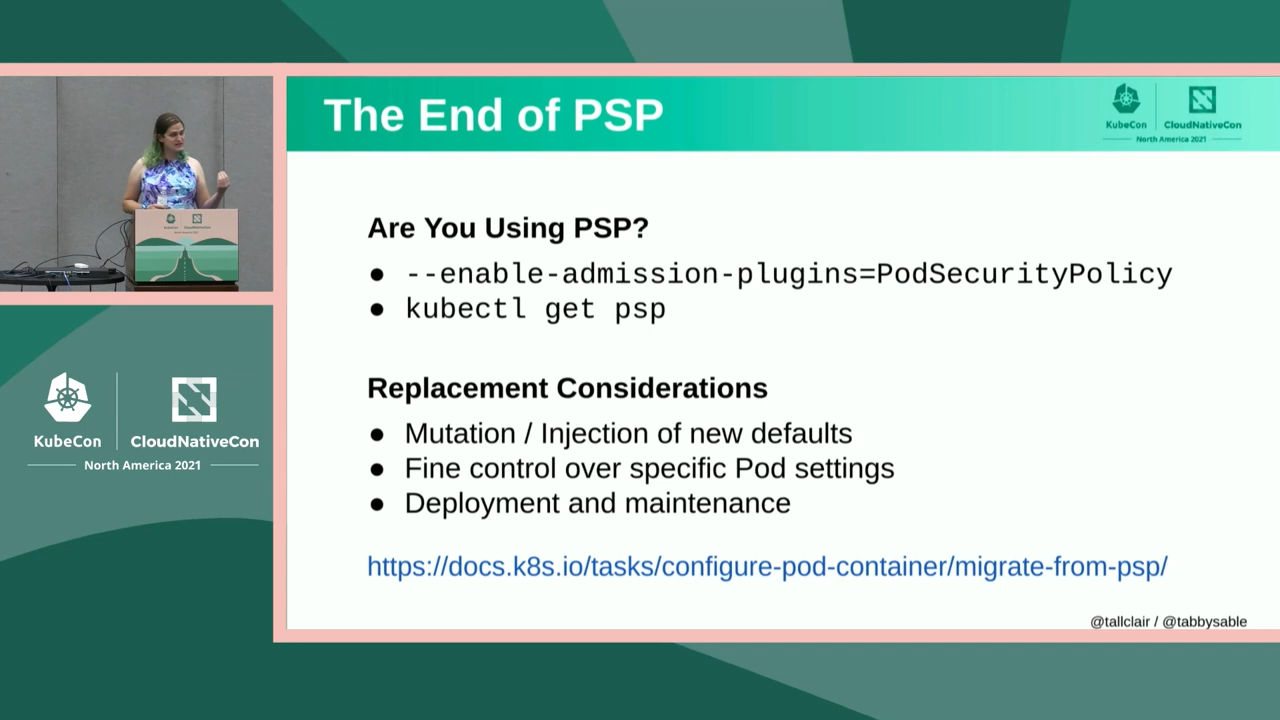 The End of PSP
KubeCon
CloudNativeCon
North America 2021
Are You Using PSP?
● --enable-admission-plugins=PodSecurityPolicy
● kubectl get psp
Replacement Considerations
● Mutation / Injection of new defaults
● Fine control over specific Pod settings
● Deployment and maintenance
https://docs.k8s.io/tasks/configure-pod-container/migrate-from-psp/
@tallclair / @tabbysable
KubeCon
CloudNativeCon
North America 2021